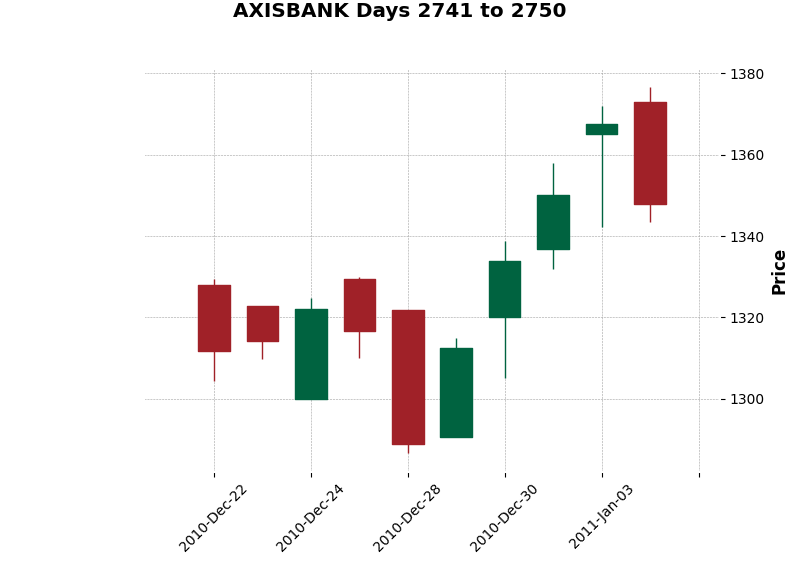 AXISBANK Days 2741 to 2750
1380
1360
1340
1320
1300
Price
2010-Dec-22
2010-Dec-24
2010-Dec-28
2010-Dec-30
2011-Jan-03